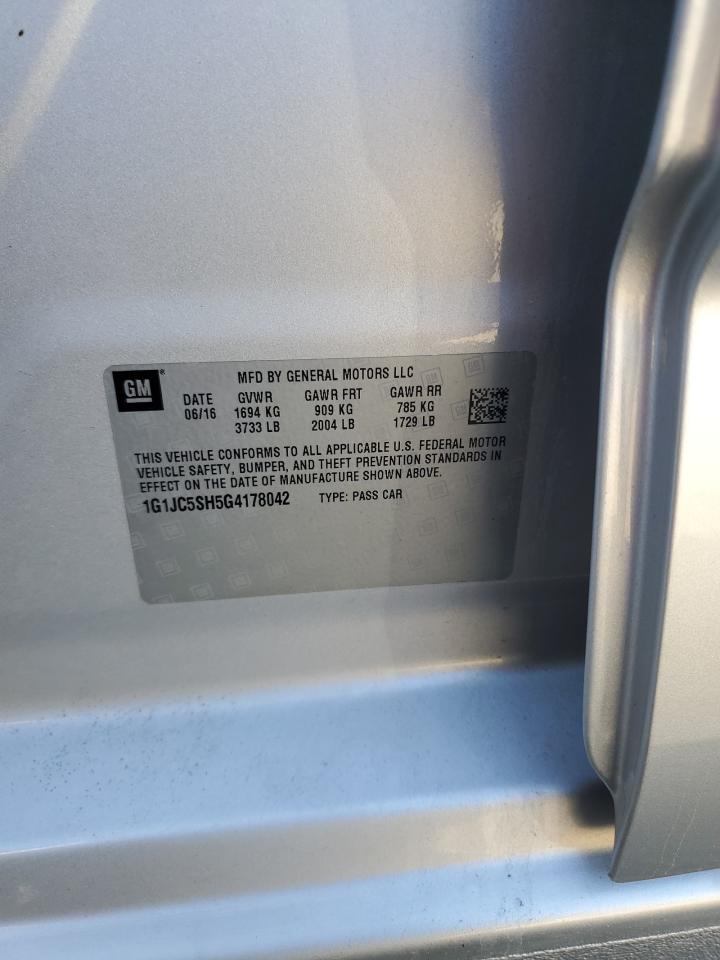 GM®
MFD BY GENERAL MOTORS LLC
DATE GVWR GAWR FRT GAWR RR
06/16 1694 KG 909 KG 785 KG
3733 LB 2004 LB 1729 LB
THIS VEHICLE CONFORMS TO ALL APPLICABLE U.S. FEDERAL MOTOR
VEHICLE SAFETY, BUMPER, AND THEFT PREVENTION STANDARDS IN
EFFECT ON THE DATE OF MANUFACTURE SHOWN ABOVE.
1G1JC5SH5G4178042 TYPE: PASS CAR